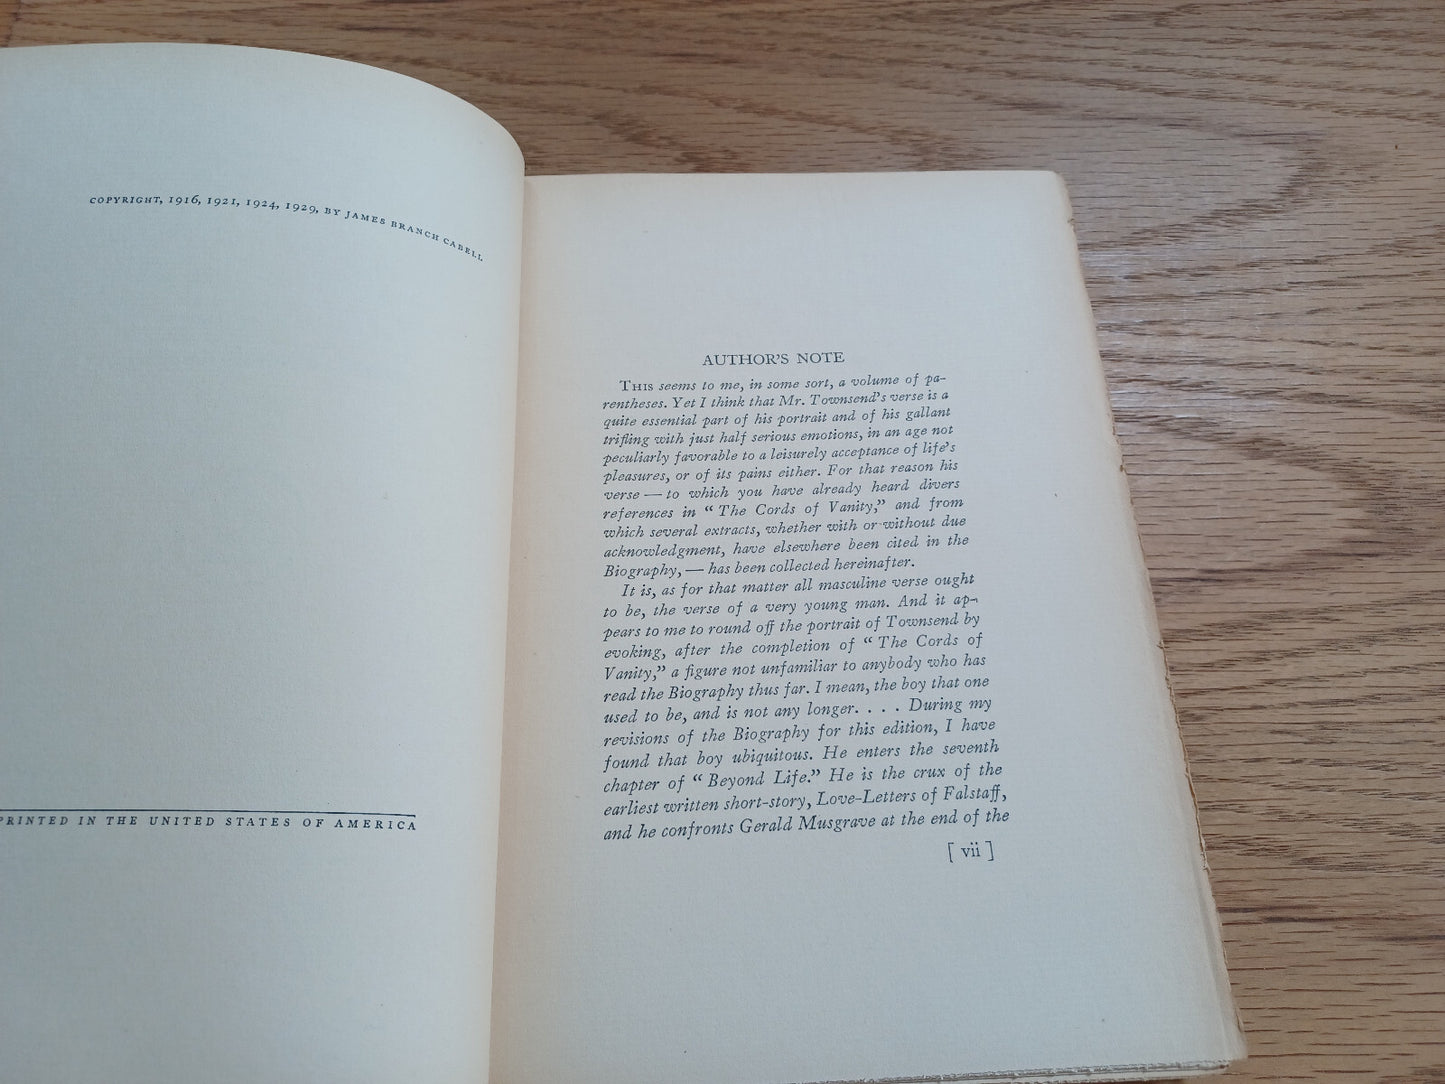 COPYRIGHT, 1916, 1921, 1924, 1929, BY JAMES BRANCH CABELL
PRINTED IN THE UNITED STATES OF AMERICA
AUTHOR'S NOTE
THIS seems to me, in some sort, a volume of pa-
rentheses. Yet I think that Mr. Townsend's verse is a
quite essential part of his portrait and of his gallant
trifling with just half serious emotions, in an age not
peculiarly favorable to a leisurely acceptance of life's
pleasures, or of its pains either. For that reason his
verse — to which you have already heard divers
references in “The Cords of Vanity,” and from
which several extracts, whether with or without due
acknowledgment, have elsewhere been cited in the
Biography, — has been collected hereinafter.
It is, as for that matter all masculine verse ought
to be, the verse of a very young man. And it ap-
pears to me to round off the portrait of Townsend by
evoking, after the completion of “The Cords of
Vanity,” a figure not unfamiliar to anybody who has
read the Biography thus far. I mean, the boy that one
used to be, and is not any longer. . . . During my
revisions of the Biography for this edition, I have
found that boy ubiquitous. He enters the seventh
chapter of “Beyond Life.” He is the crux of the
earliest written short-story, Love-Letters of Falstaff,
and he confronts Gerald Musgrave at the end of the
[ vii ]